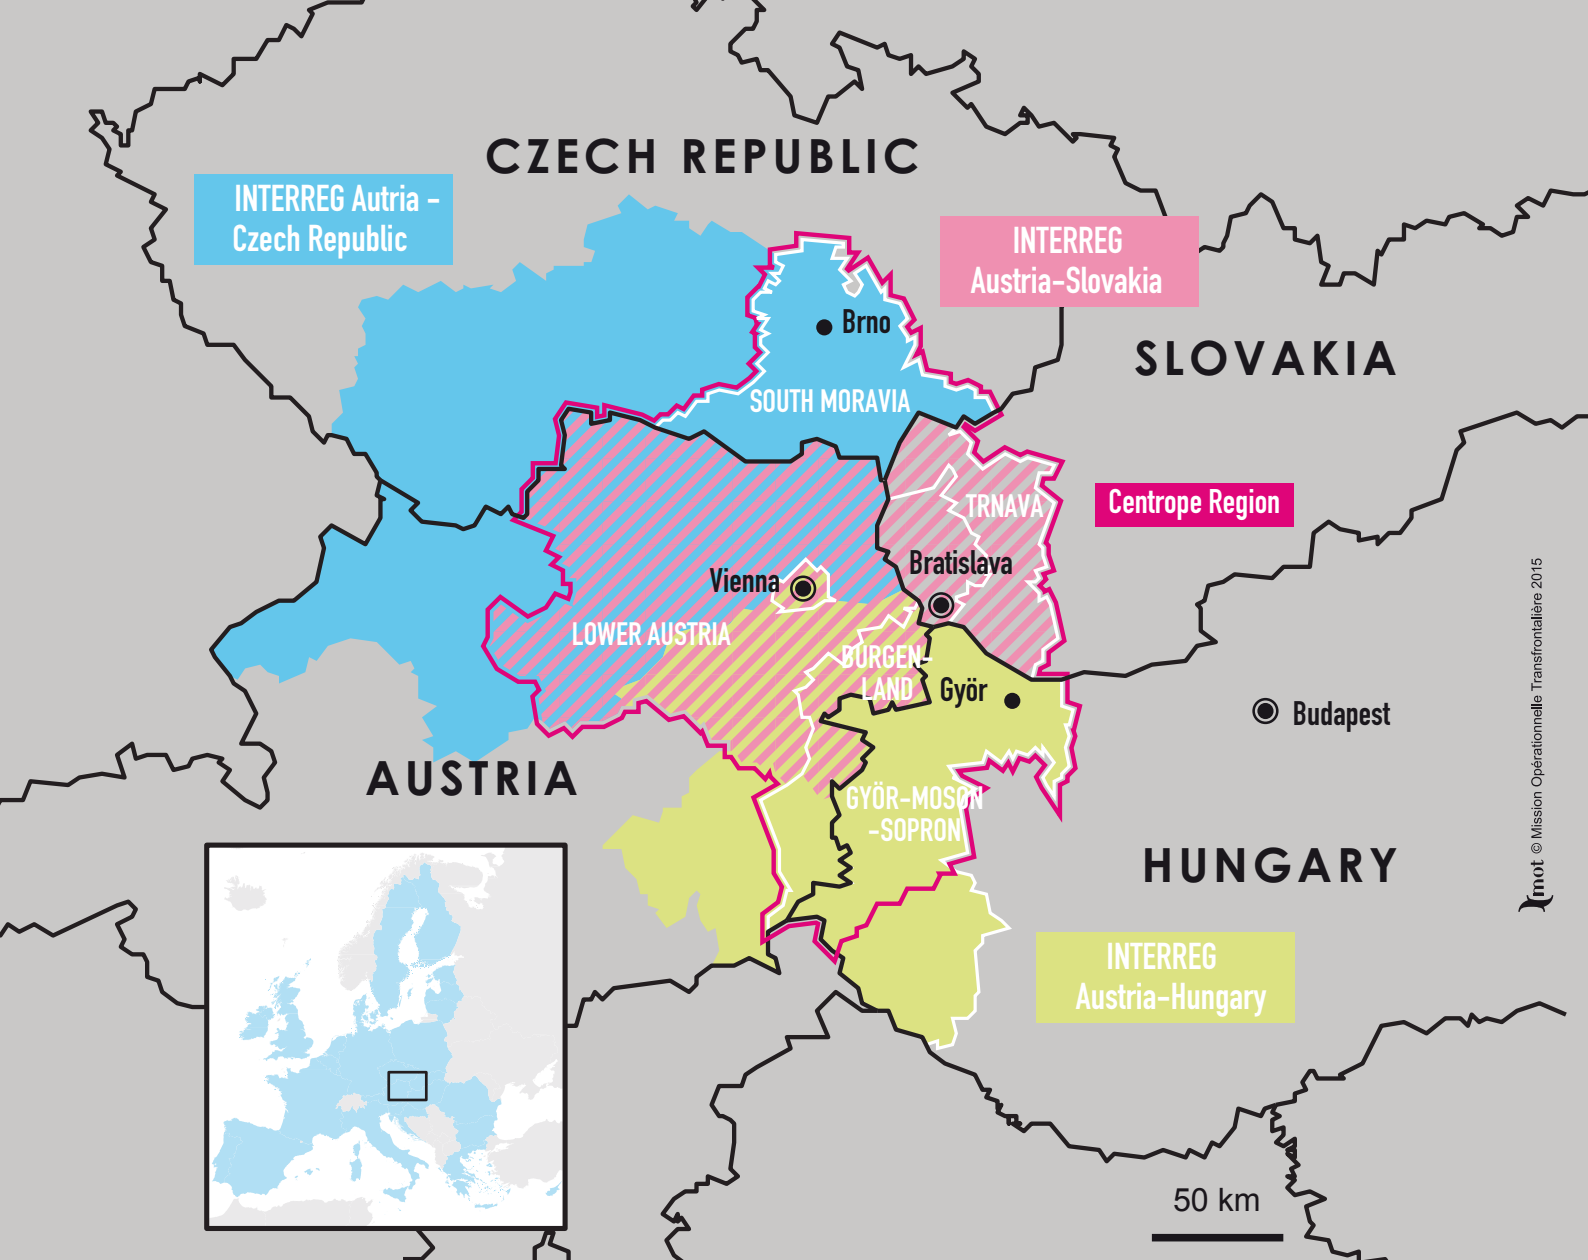 CZECH REPUBLIC
INTERREG Autria -
Czech Republic
INTERREG
Austria-Slovakia
Brno
SLOVAKIA
SOUTH MORAVIA
TRNAVA
Centrope Region
Bratislava
Vienna
LOWER AUSTRIA
BURGEN-
LAND
Györ
Budapest
AUSTRIA
GYÖR-MOSON
-SOPRON
HUNGARY
INTERREG
Austria-Hungary
50 km
mot © Mission Opérationnelle Transfrontalière 2015